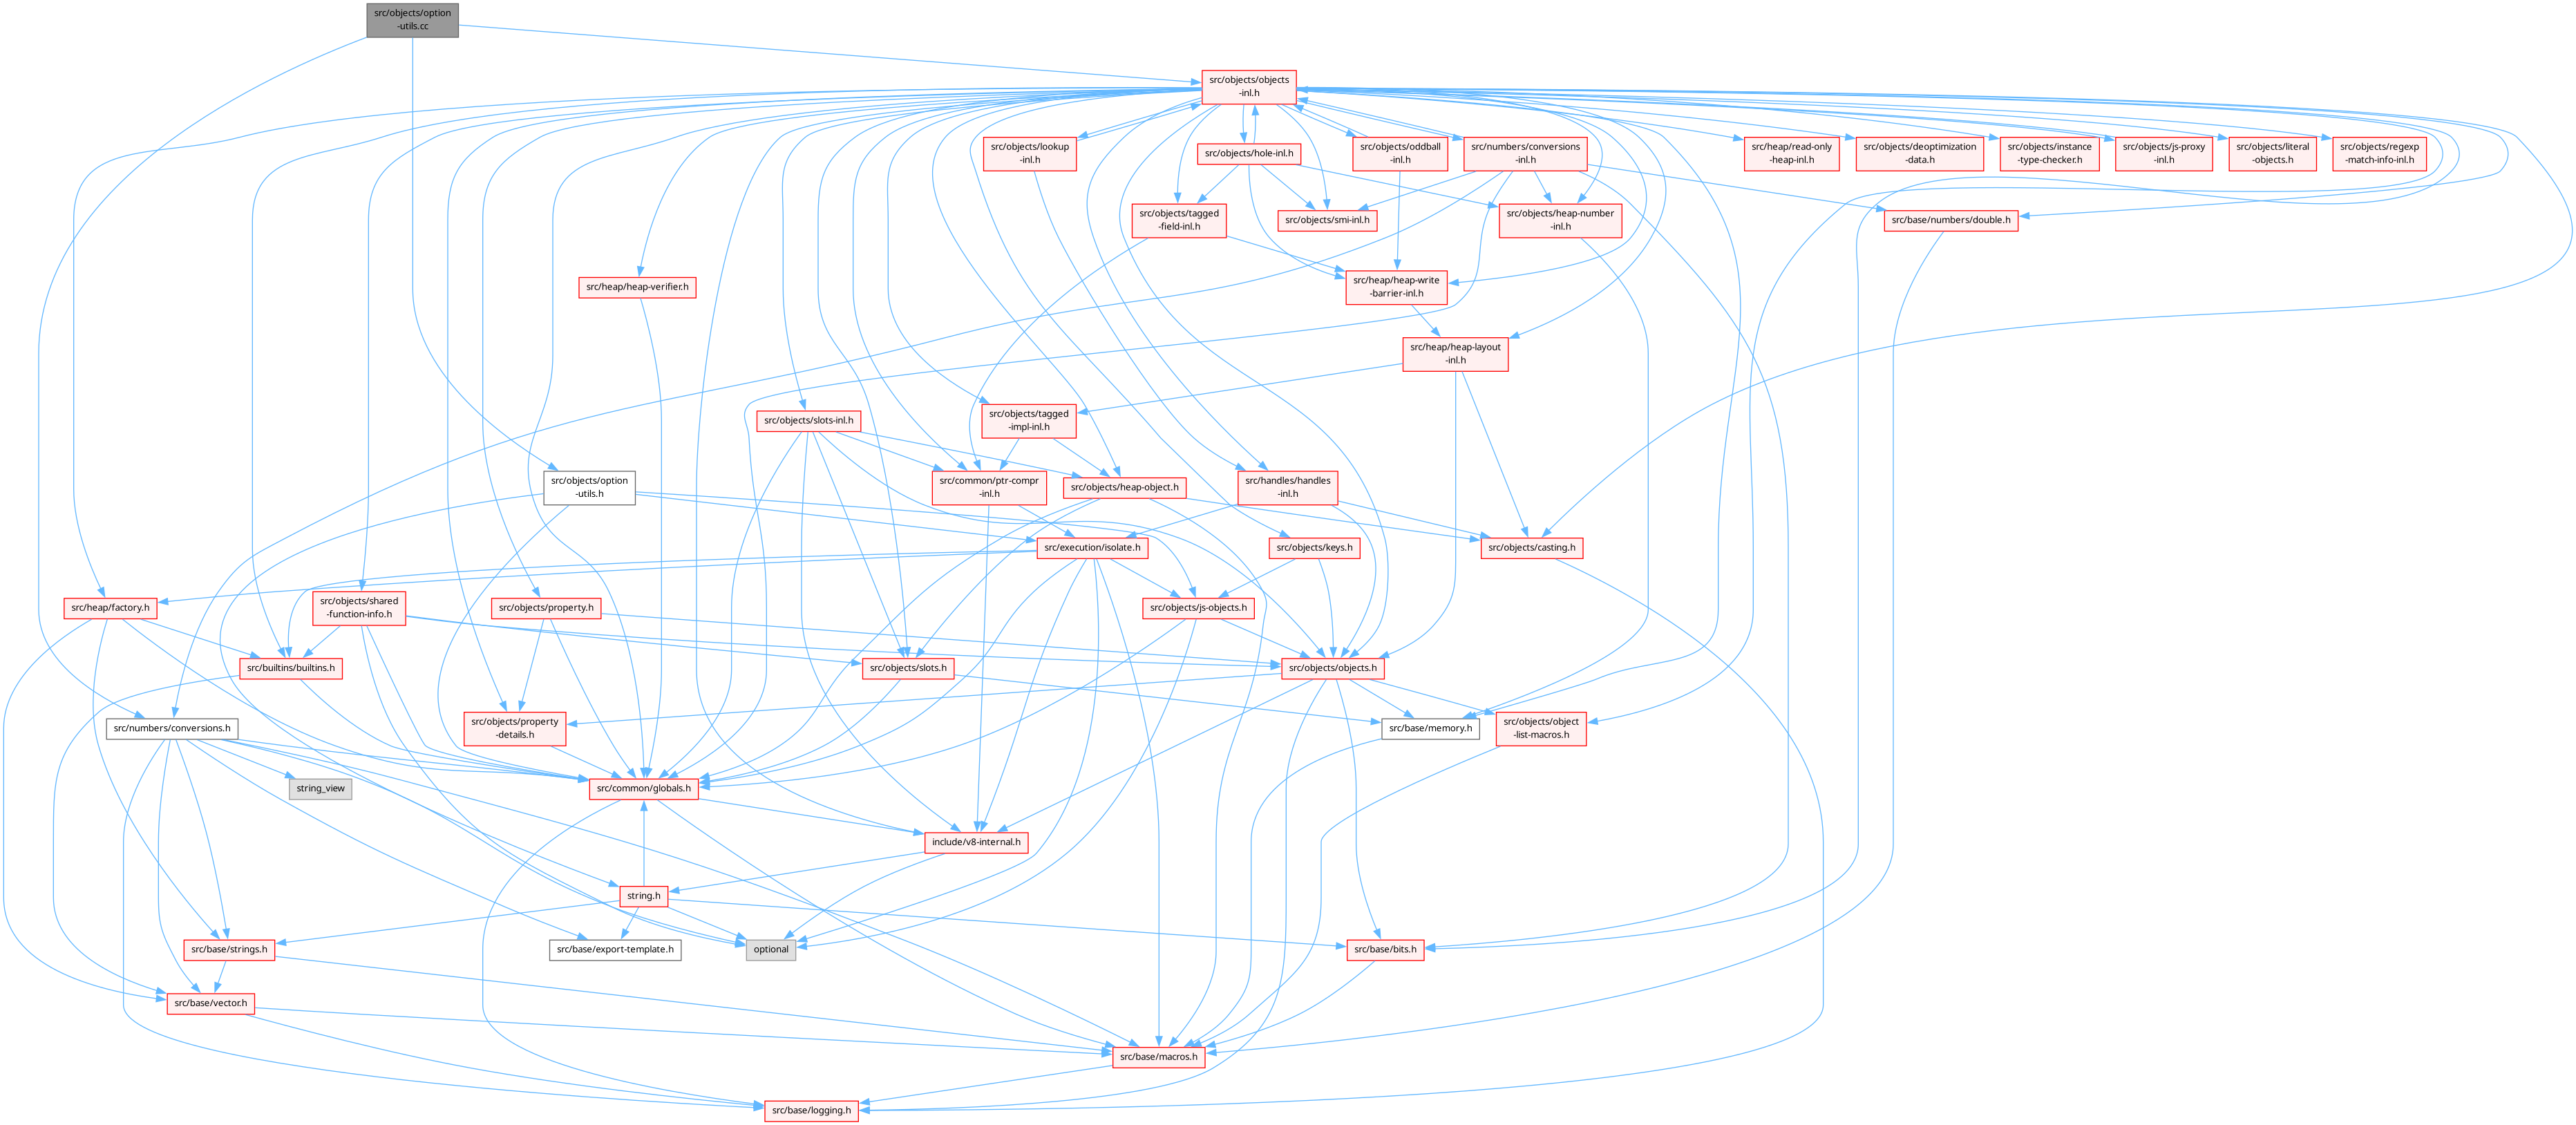 src/objects/option
-utils.cc
src/objects/objects
-inl.h
src/objects/lookup
-inl.h
src/objects/hole-inl.h
src/objects/oddball
-inl.h
src/numbers/conversions
-inl.h
src/heap/read-only
-heap-inl.h
src/objects/deoptimization
-data.h
src/objects/instance
-type-checker.h
src/objects/js-proxy
-inl.h
src/objects/literal
-objects.h
src/objects/regexp
-match-info-inl.h
src/objects/tagged
-field-inl.h
src/objects/smi-inl.h
src/objects/heap-number
-inl.h
src/base/numbers/double.h
src/heap/heap-verifier.h
src/heap/heap-write
-barrier-inl.h
src/heap/heap-layout
-inl.h
src/objects/slots-inl.h
src/objects/tagged
-impl-inl.h
src/objects/option
-utils.h
src/common/ptr-compr
-inl.h
src/objects/heap-object.h
src/handles/handles
-inl.h
src/execution/isolate.h
src/objects/keys.h
src/objects/casting.h
src/heap/factory.h
src/objects/shared
-function-info.h
src/objects/property.h
src/objects/js-objects.h
src/builtins/builtins.h
src/objects/slots.h
src/objects/objects.h
src/numbers/conversions.h
src/objects/property
-details.h
src/base/memory.h
src/objects/object
-list-macros.h
string_view
src/common/globals.h
include/v8-internal.h
string.h
src/base/strings.h
src/base/export-template.h
optional
src/base/bits.h
src/base/vector.h
src/base/macros.h
src/base/logging.h